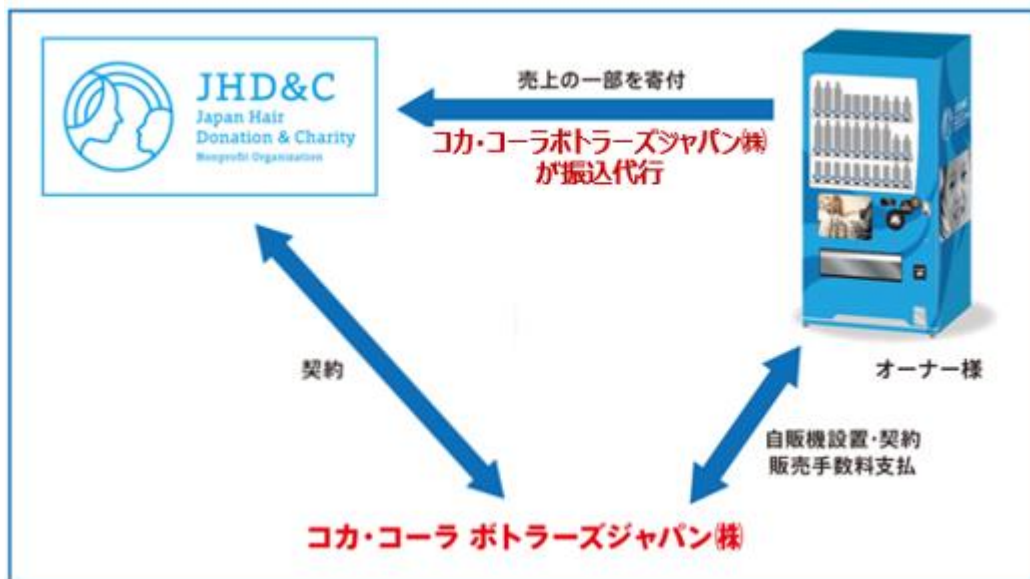 JHD&C
Japan Hair
Donation & Charity
Nonprofit Organization
売上の一部を寄付
コカ・コーラボトラーズジャパン㈱
が振込代行
契約
オーナー様
自販機設置・契約
販売手数料支払
コカ・コーラ ボトラーズジャパン㈱